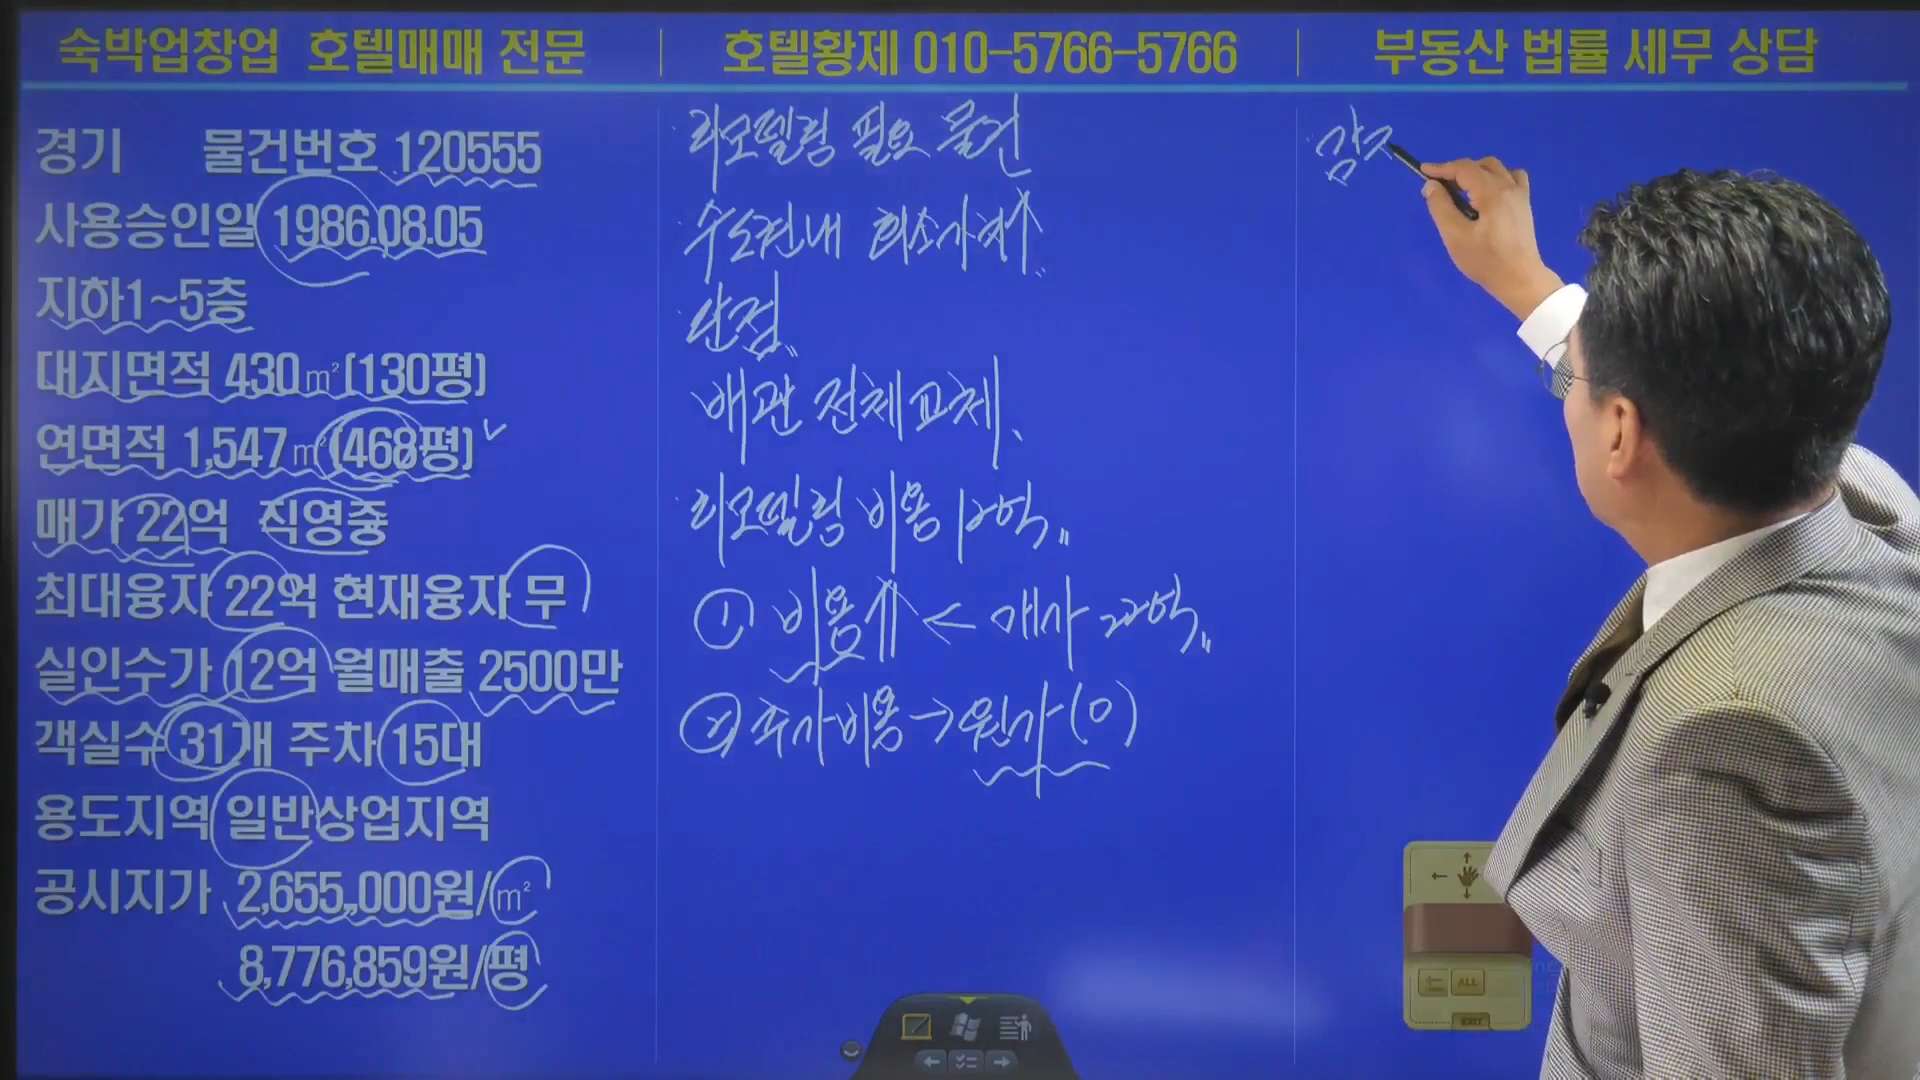 숙박업창업 호텔매매 전문
호텔황제 010-5766-5766
부동산 법률 세무 상담
경기 물건번호 120555
사용승인일 1986.08.05
지하1~5층
대지면적 430㎡(130평)
연면적 1,547㎡(468평)
매가 22억 직영중
최대융자 22억 현재융자 무
실인수가 12억 월매출 2500만
객실수 31개 주차 15대
용도지역 일반상업지역
공시지가 2,655,000원/㎡
8,776,859원/평
리모델링 필요 물건
수도권내 희소가치↑
단점
배관 전체교체
리모델링 비용 12억
① 비용⇑ < 매가 22억
② 추가비용→원가(0)
감
ALL
EXIT